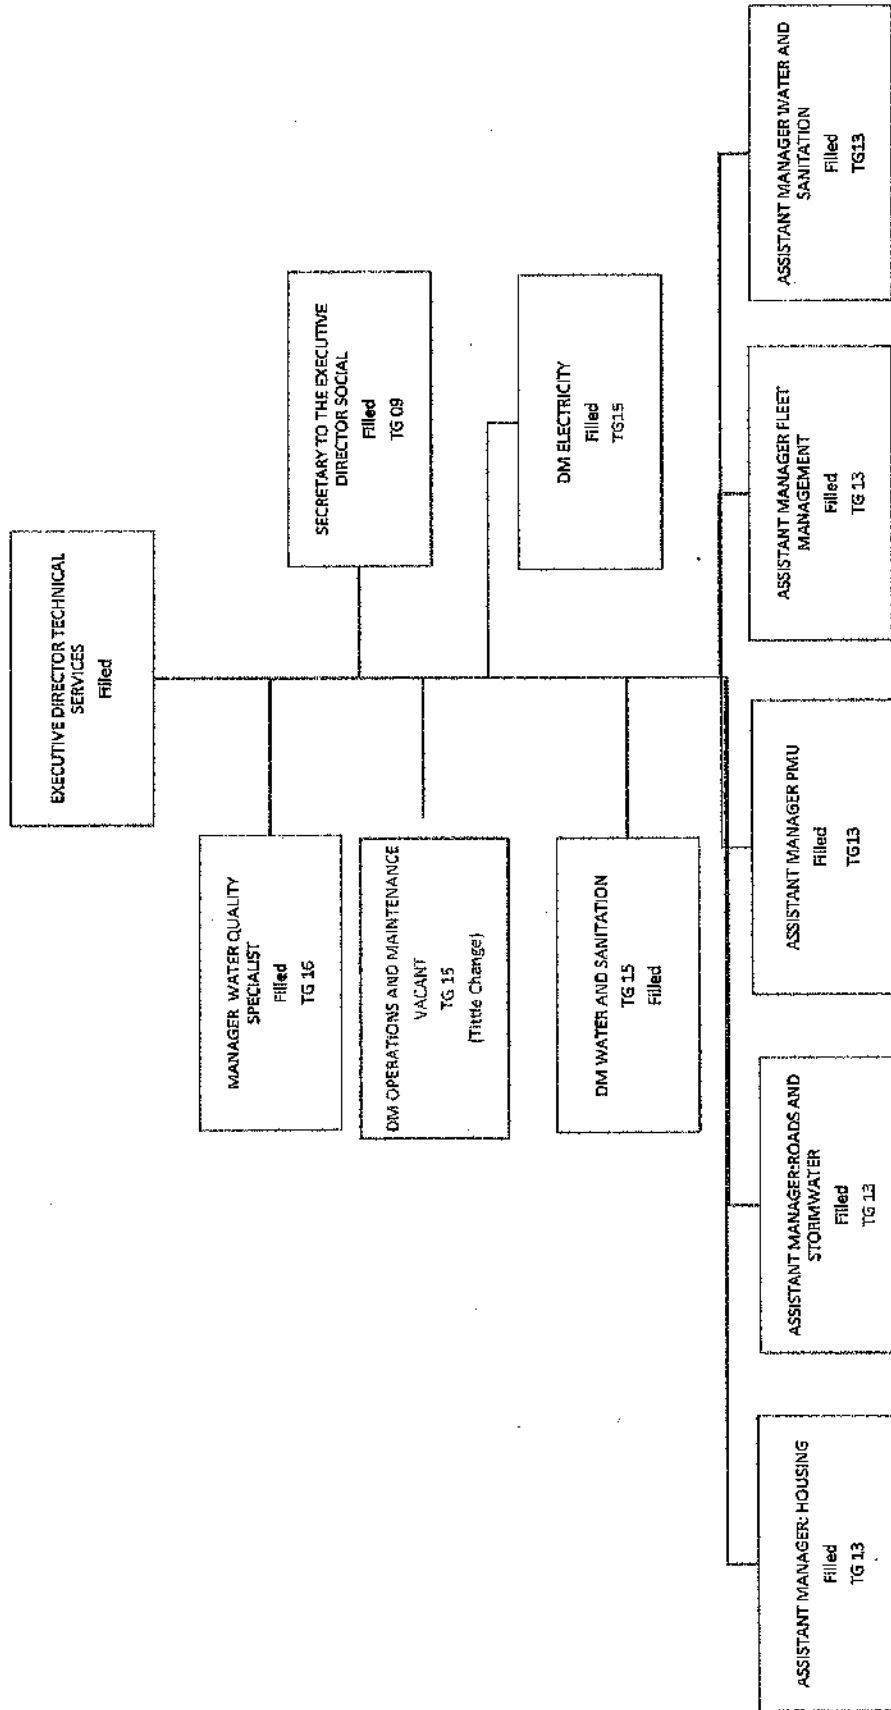 EXECUTIVE DIRECTOR TECHNICAL
SERVICES
Filled
MANAGER WATER QUALITY
SPECIALIST
Filled
TG 16
SECRETARY TO THE EXECUTIVE
DIRECTOR SOCIAL
Filled
TG 09
DM OPERATIONS AND MAINTENANCE
VACANT
TG 15
(Tittle Change)
DM ELECTRICITY
Filled
TG15
DM WATER AND SANITATION
TG 15
Filled
ASSISTANT MANAGER: HOUSING
Filled
TG 13
ASSISTANT MANAGER:ROADS AND
STORMWATER
Filled
TG 13
ASSISTANT MANAGER PMU
Filled
TG13
ASSISTANT MANAGER FLEET
MANAGEMENT
Filled
TG 13
ASSISTANT MANAGER WATER AND
SANITATION
Filled
TG13